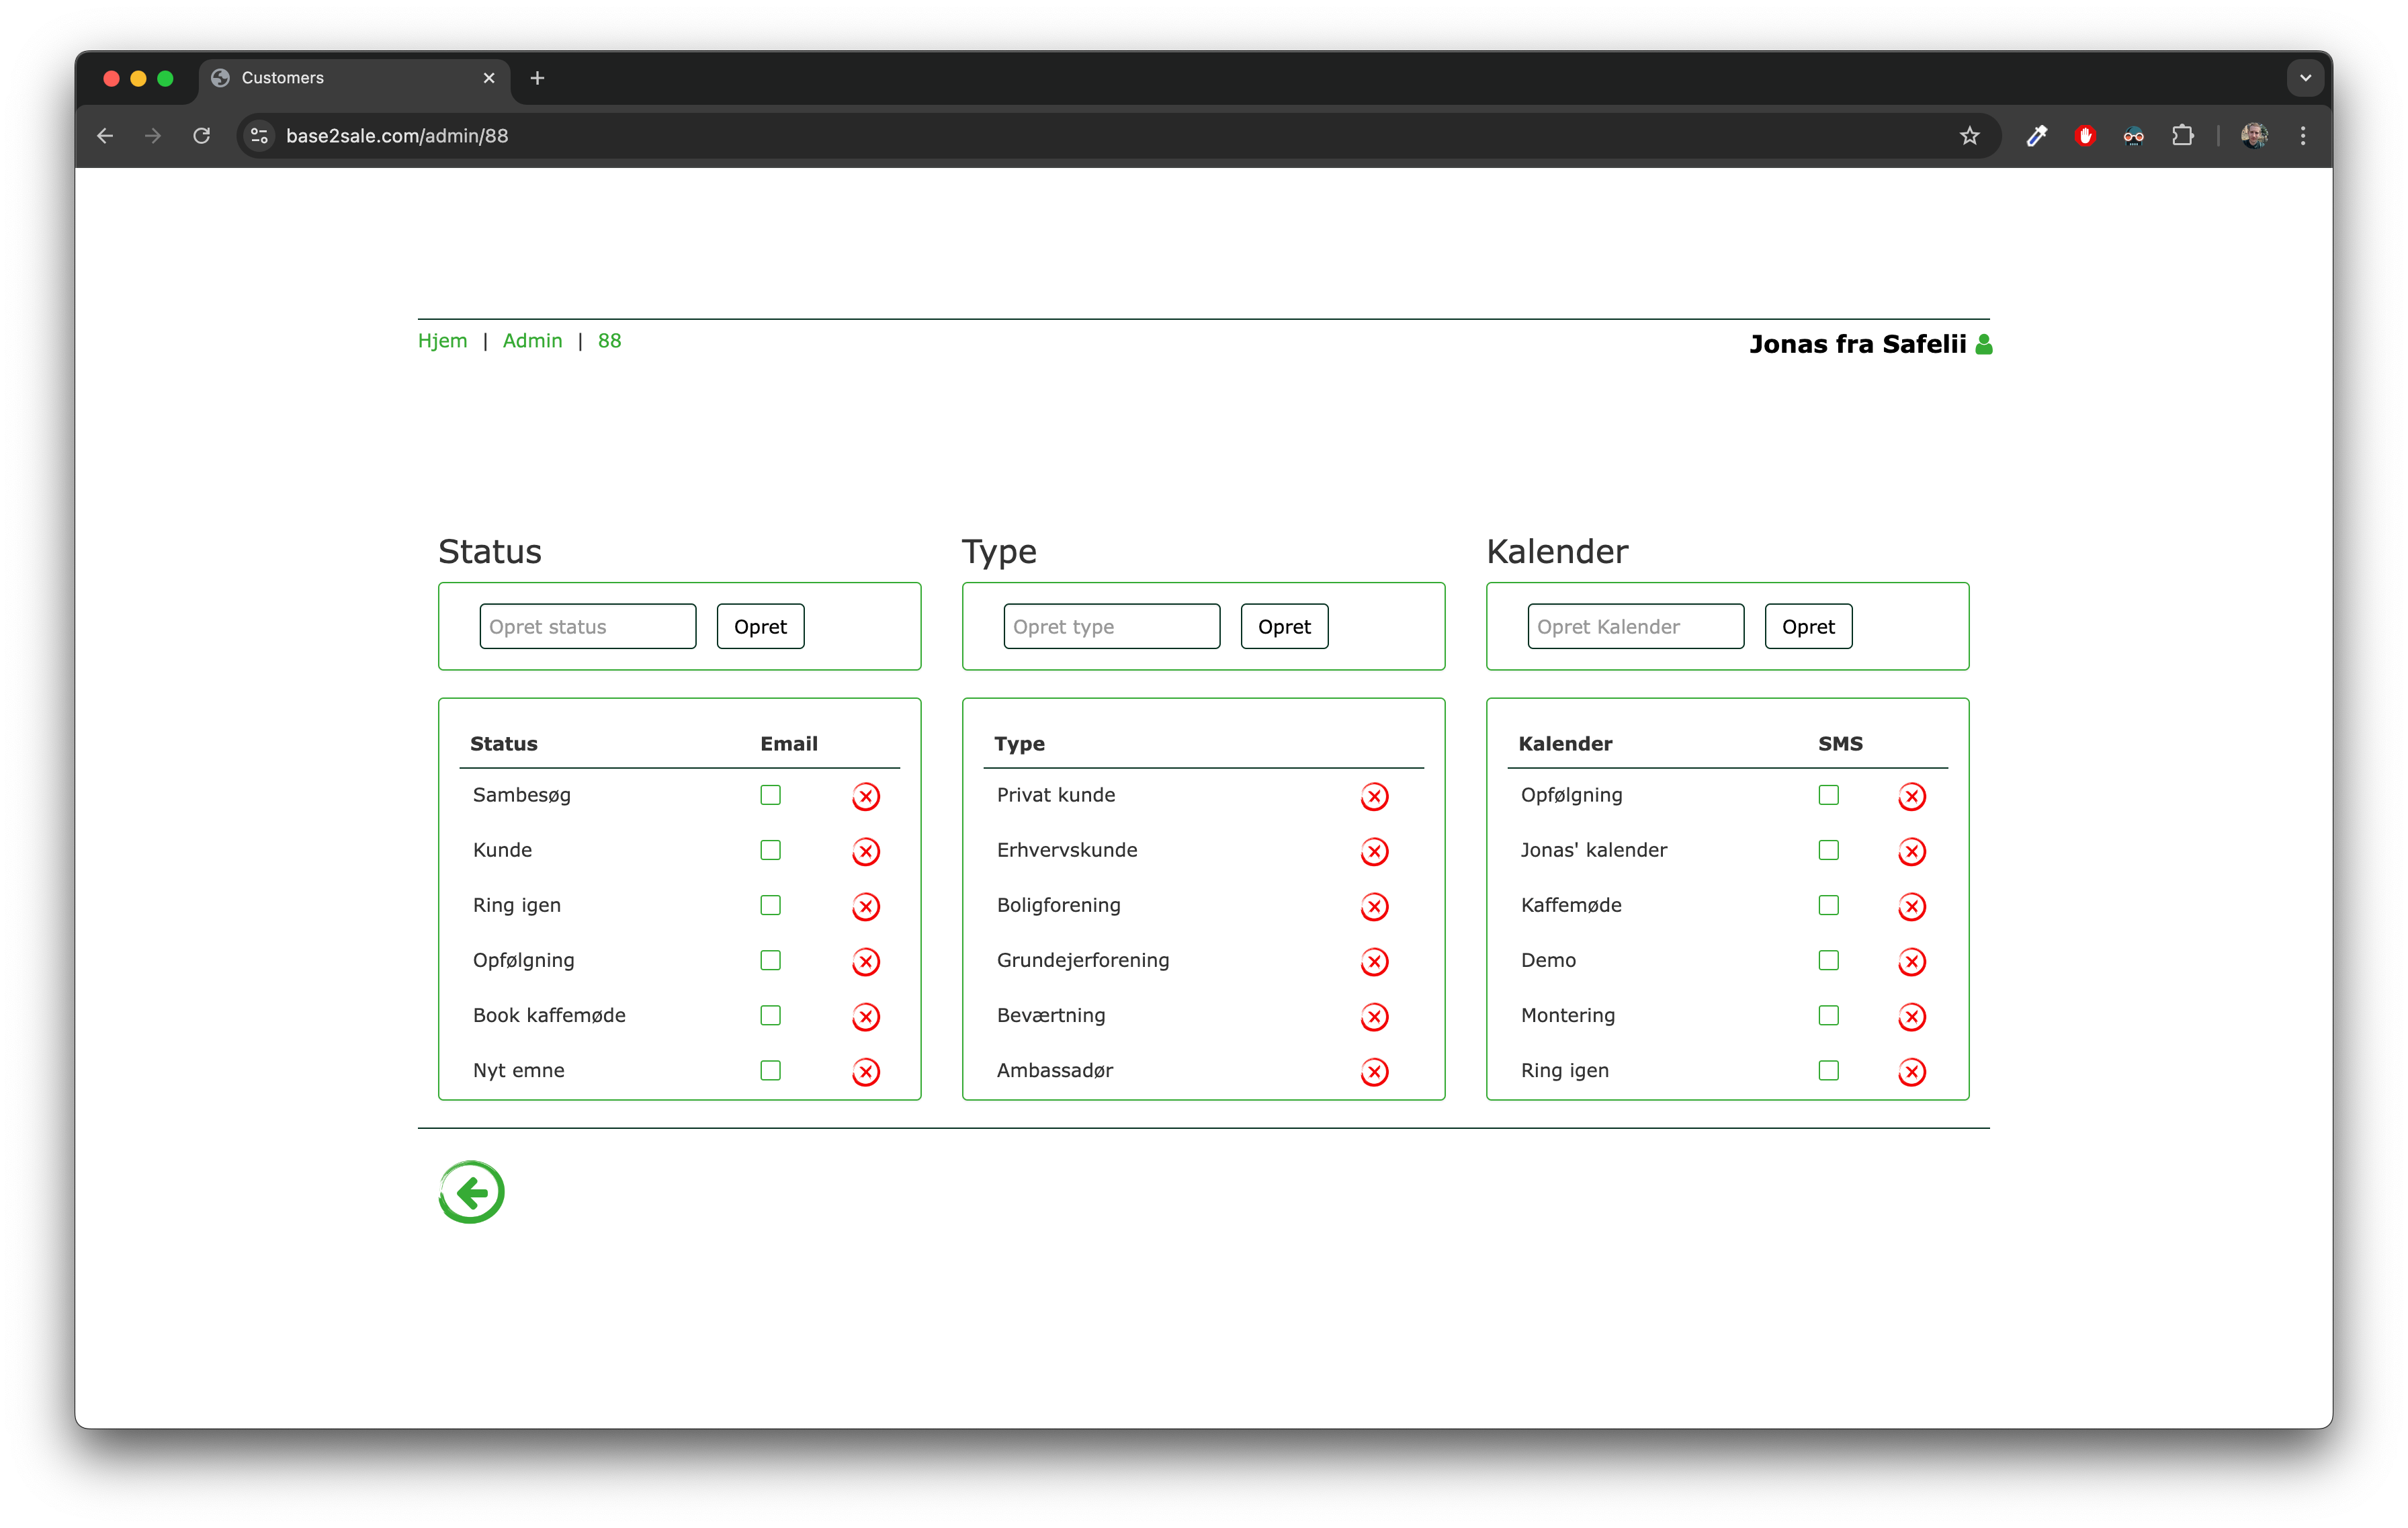 Customers
base2sale.com/admin/88
Hjem | Admin | 88
Jonas fra Safelii
Status
Opret status
Opret
Status Email
Sambesøg
Kunde
Ring igen
Opfølgning
Book kaffemøde
Nyt emne
Type
Opret type
Opret
Type
Privat kunde
Erhvervskunde
Boligforening
Grundejerforening
Beværtning
Ambassadør
Kalender
Opret Kalender
Opret
Kalender SMS
Opfølgning
Jonas' kalender
Kaffemøde
Demo
Montering
Ring igen